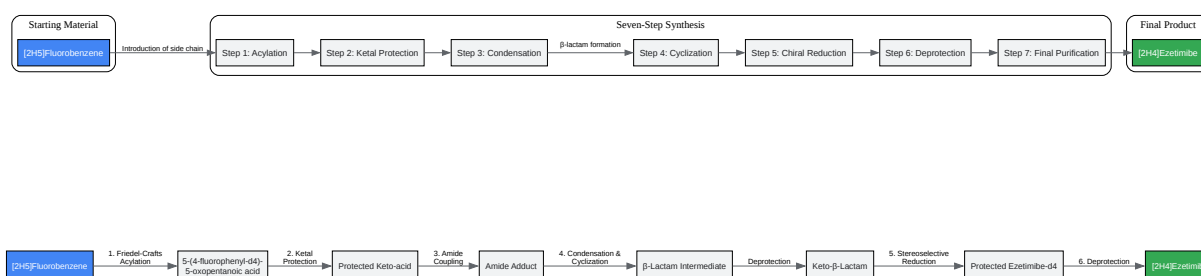 Starting Material
Seven-Step Synthesis
Final Product
[2H5]Fluorobenzene
Introduction of side chain
Step 1: Acylation
Step 2: Ketal Protection
Step 3: Condensation
β-lactam formation
Step 4: Cyclization
Step 5: Chiral Reduction
Step 6: Deprotection
Step 7: Final Purification
[2H4]Ezetimibe
[2H5]Fluorobenzene
1. Friedel-Crafts
Acylation
5-(4-fluorophenyl-d4)-
5-oxopentanoic acid
2. Ketal
Protection
Protected Keto-acid
3. Amide
Coupling
Amide Adduct
4. Condensation &
Cyclization
β-Lactam Intermediate
Deprotection
Keto-β-Lactam
5. Stereoselective
Reduction
Protected Ezetimibe-d4
6. Deprotection
[2H4]Ezetimib